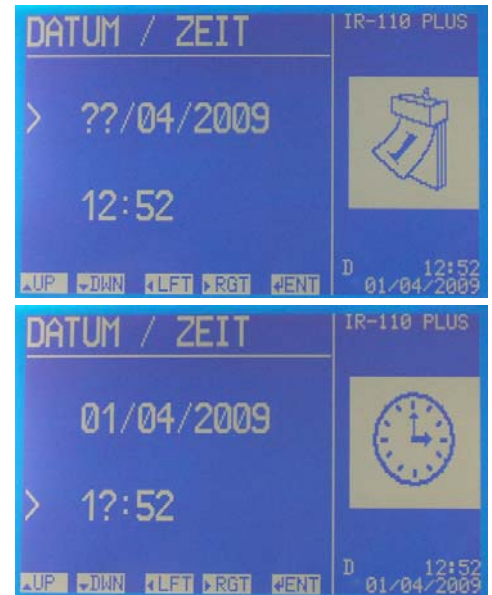 DATUM / ZEIT
IR-110 PLUS
> ??/04/2009
12:52
1
▲UP ▼DWN ◀LFT ▶RGT ↵ENT
D 12:52
01/04/2009
DATUM / ZEIT
IR-110 PLUS
01/04/2009
> 1?:52
▲UP ▼DWN ◀LFT ▶RGT ↵ENT
D 12:52
01/04/2009